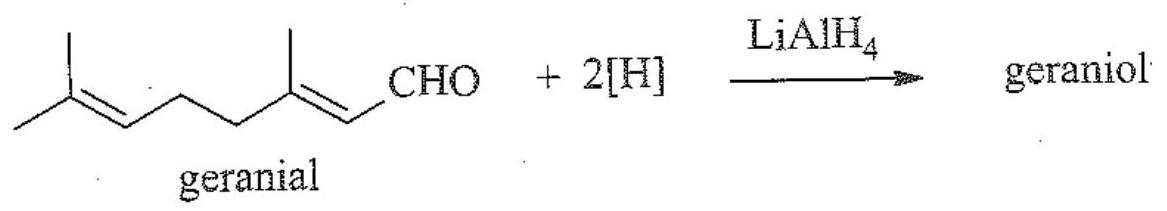 LiAlH4
CHO + 2[H] geraniol
geranial